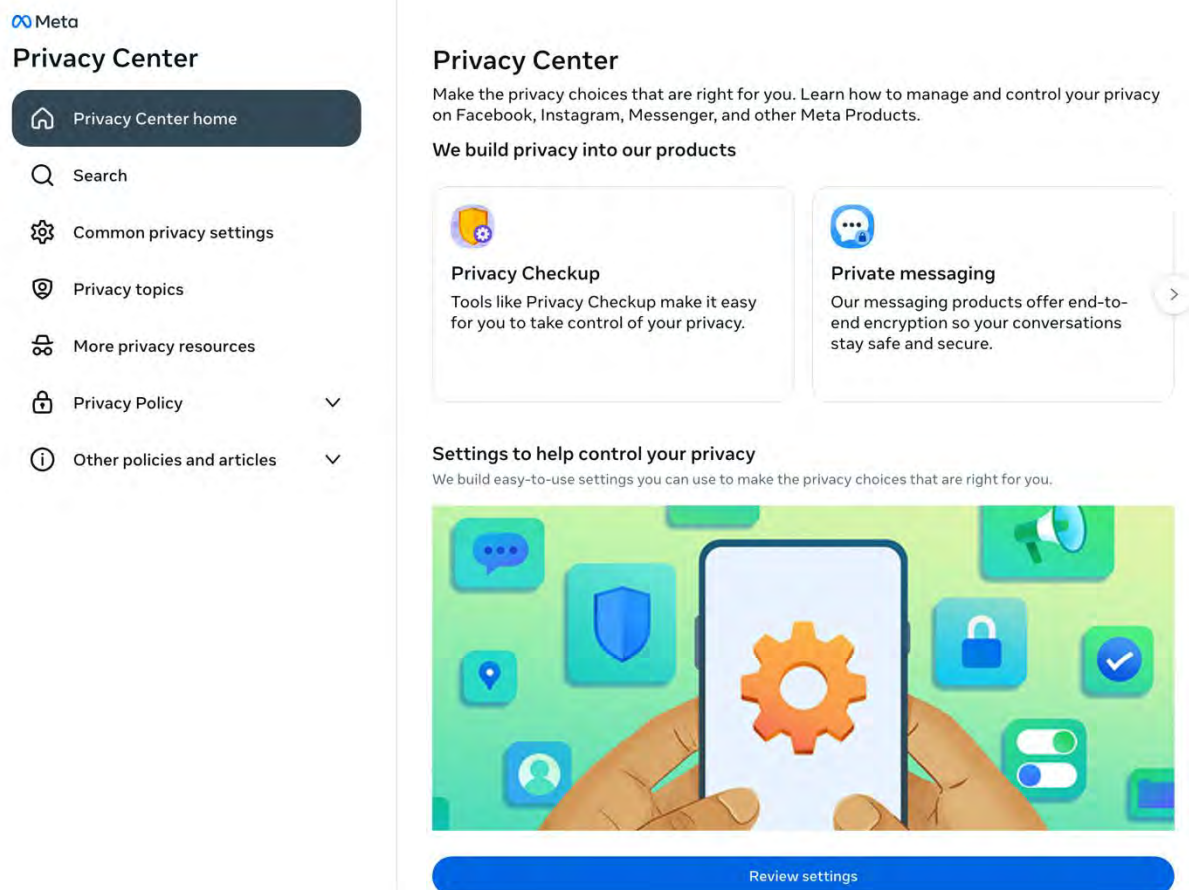 Meta
Privacy Center
Privacy Center home
Search
Common privacy settings
Privacy topics
More privacy resources
Privacy Policy
Other policies and articles
Privacy Center
Make the privacy choices that are right for you. Learn how to manage and control your privacy
on Facebook, Instagram, Messenger, and other Meta Products.
We build privacy into our products
Privacy Checkup
Tools like Privacy Checkup make it easy
for you to take control of your privacy.
Private messaging
Our messaging products offer end-to-
end encryption so your conversations
stay safe and secure.
Settings to help control your privacy
We build easy-to-use settings you can use to make the privacy choices that are right for you.
Review settings